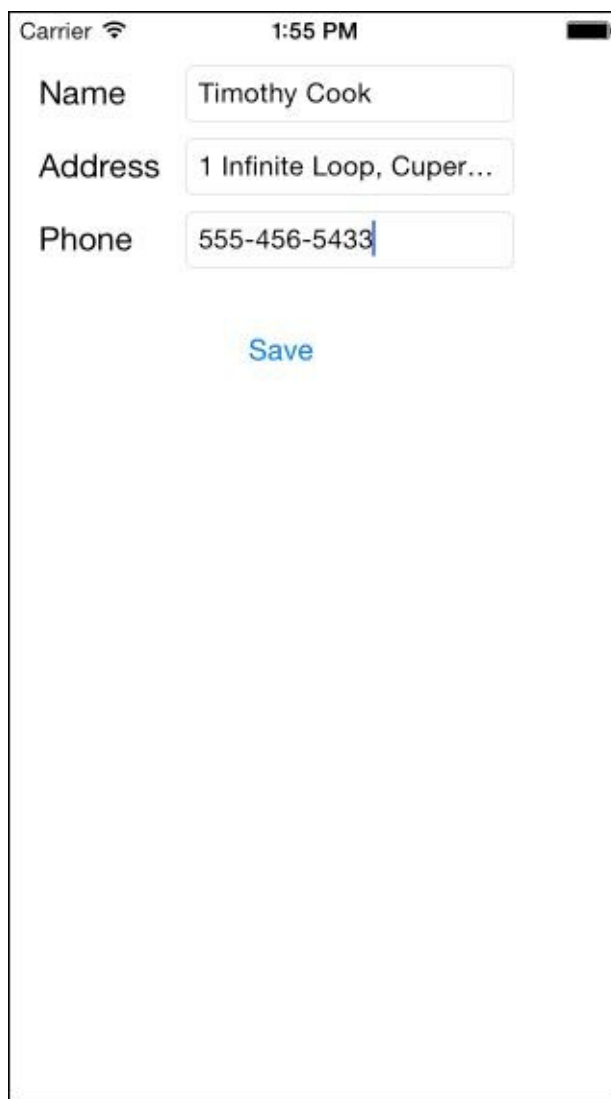 Carrier 1:55 PM
Name Timothy Cook
Address 1 Infinite Loop, Cuper...
Phone 555-456-5433
Save